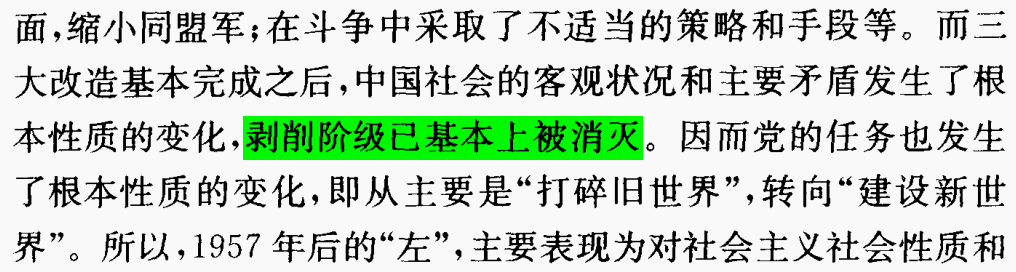 面,缩小同盟军;在斗争中采取了不适当的策略和手段等。而三
大改造基本完成之后,中国社会的客观状况和主要矛盾发生了根
本性质的变化,剥削阶级已基本上被消灭。因而党的任务也发生
了根本性质的变化,即从主要是“打碎旧世界”,转向“建设新世
界”。所以,1957年后的“左”,主要表现为对社会主义社会性质和